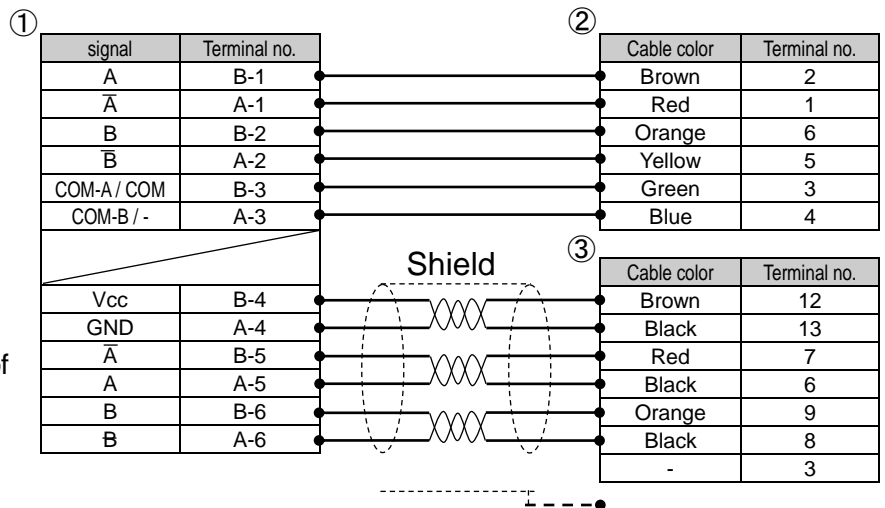 ① ②
signal Terminal no. Cable color Terminal no.
A B-1 Brown 2
A̅ A-1 Red 1
B B-2 Orange 6
B̅ A-2 Yellow 5
COM-A / COM B-3 Green 3
COM-B / - A-3 Blue 4
Shield ③
Cable color Terminal no.
Vcc B-4 Brown 12
GND A-4 Black 13
A̅ B-5 Red 7
of
A A-5 Black 6
B B-6 Orange 9
B̅ A-6 Black 8
- 3